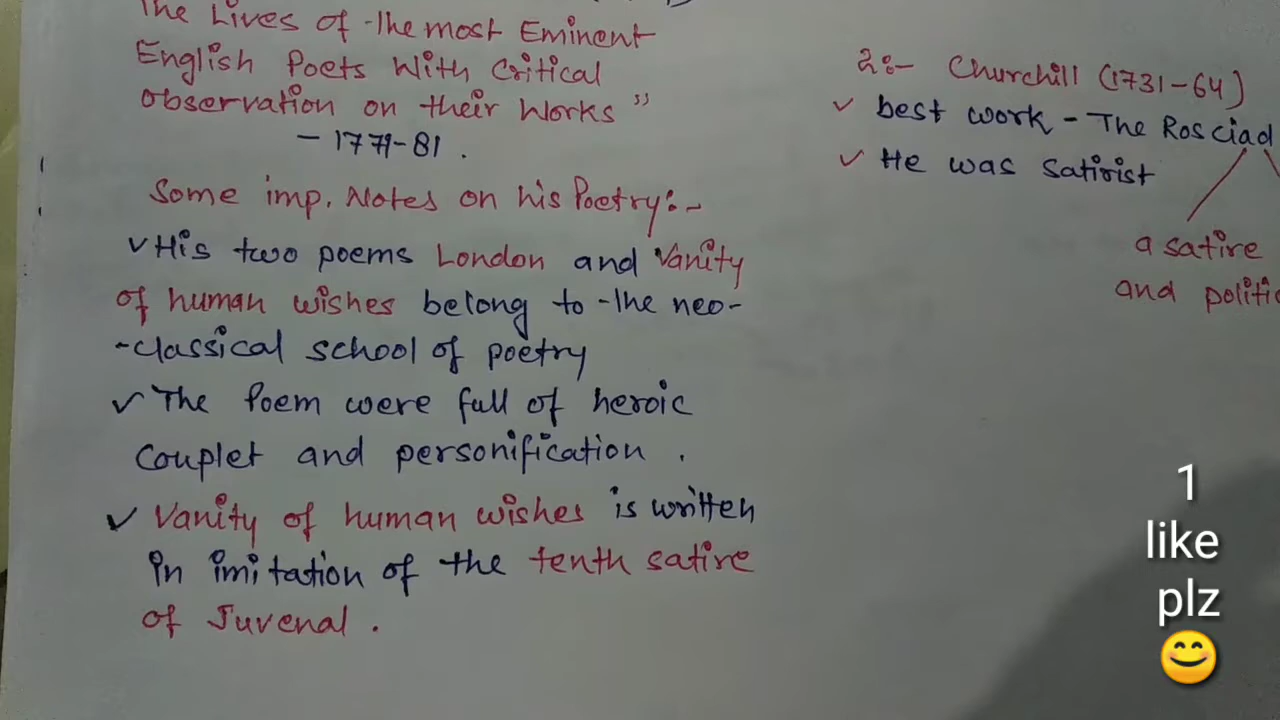 The Lives of the most Eminent
English Poets With Critical
Observation on their Works"
- 1779-81 .
Some imp. Notes on his Poetry:-
✓ His two poems London and Vanity
of human wishes belong to the neo-
-classical school of poetry
✓ The Poem were full of heroic
Couplet and personification .
✓ Vanity of human wishes is written
in imitation of the tenth satire
of Juvenal .
2:- Churchill (1731-64)
✓ best work - The Rosciad
✓ He was Satirist
a satire
and politic
1
like
plz
😊